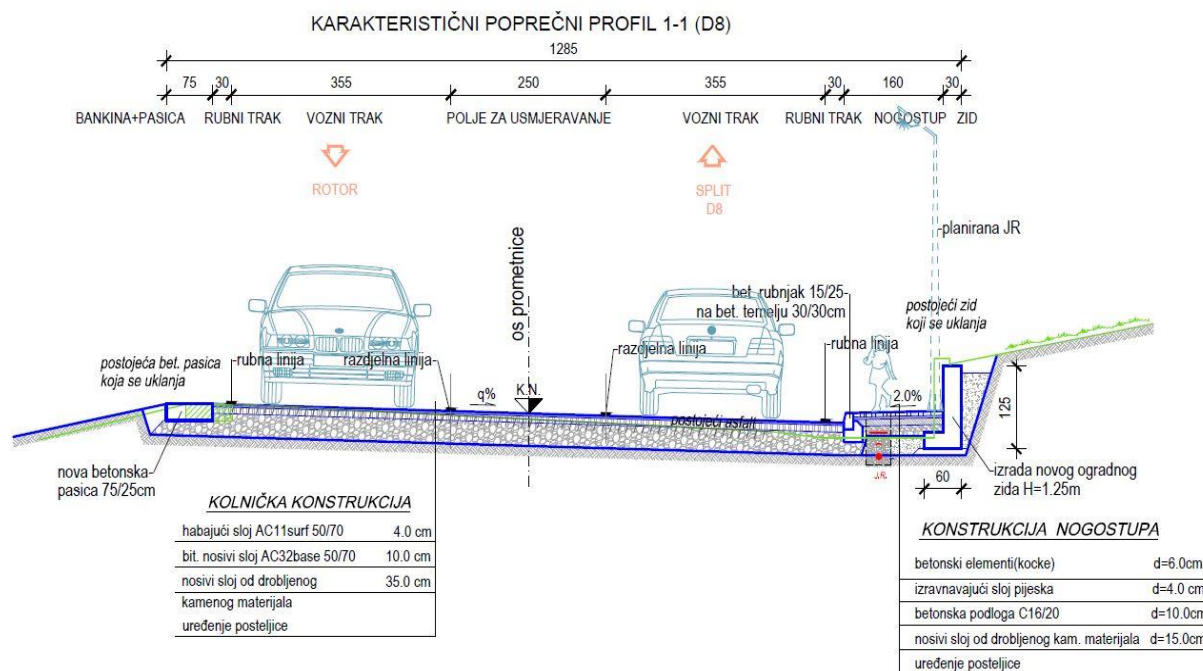 KARAKTERISTIČNI POPREČNI PROFIL 1-1 (D8)
1285
75 30 355 250 355 30 160 30
BANKINA+PASICA RUBNI TRAK VOZNI TRAK POLJE ZA USMJERAVANJE VOZNI TRAK RUBNI TRAK NOGOSTUP ZID
ROTOR
SPLIT
D8
planirana JR
os prometnice
bet. rubnjak 15/25
na bet. temelju 30/30cm
postojeći zid
koji se uklanja
postojeća bet. pasica
koja se uklanja
rubna linija
razdjelna linija
razdjelna linija
rubna linija
q%
K.N.
2.0%
postojeći asfalt
125
J.R.
60
nova betonska
pasica 75/25cm
izrada novog ogradnog
zida H=1.25m
KOLNIČKA KONSTRUKCIJA
habajući sloj AC11surf 50/70 4.0 cm
bit. nosivi sloj AC32base 50/70 10.0 cm
nosivi sloj od drobljenog 35.0 cm
kamenog materijala
uređenje posteljice
KONSTRUKCIJA NOGOSTUPA
betonski elementi(kocke) d=6.0cm
izravnavajući sloj pijeska d=4.0 cm
betonska podloga C16/20 d=10.0cm
nosivi sloj od drobljenog kam. materijala d=15.0cm
uređenje posteljice